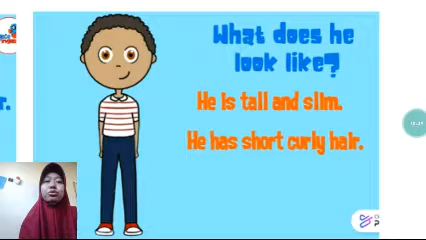 What does he
look like?
He is tall and slim.
He has short curly hair.